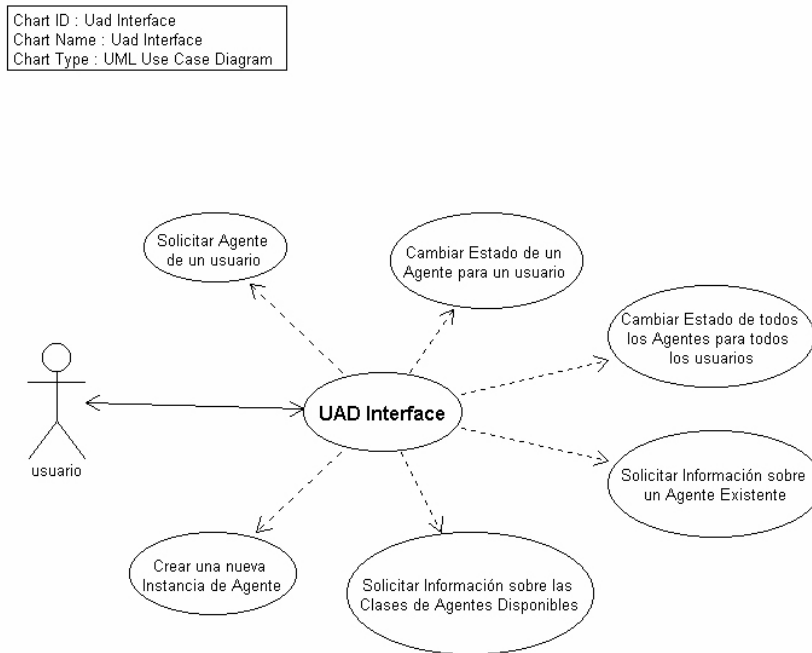 Chart ID : Uad Interface
Chart Name : Uad Interface
Chart Type : UML Use Case Diagram
Solicitar Agente
de un usuario
Cambiar Estado de un
Agente para un usuario
Cambiar Estado de todos
los Agentes para todos
los usuarios
UAD Interface
usuario
Solicitar Información sobre
un Agente Existente
Crear una nueva
Instancia de Agente
Solicitar Información sobre las
Clases de Agentes Disponibles